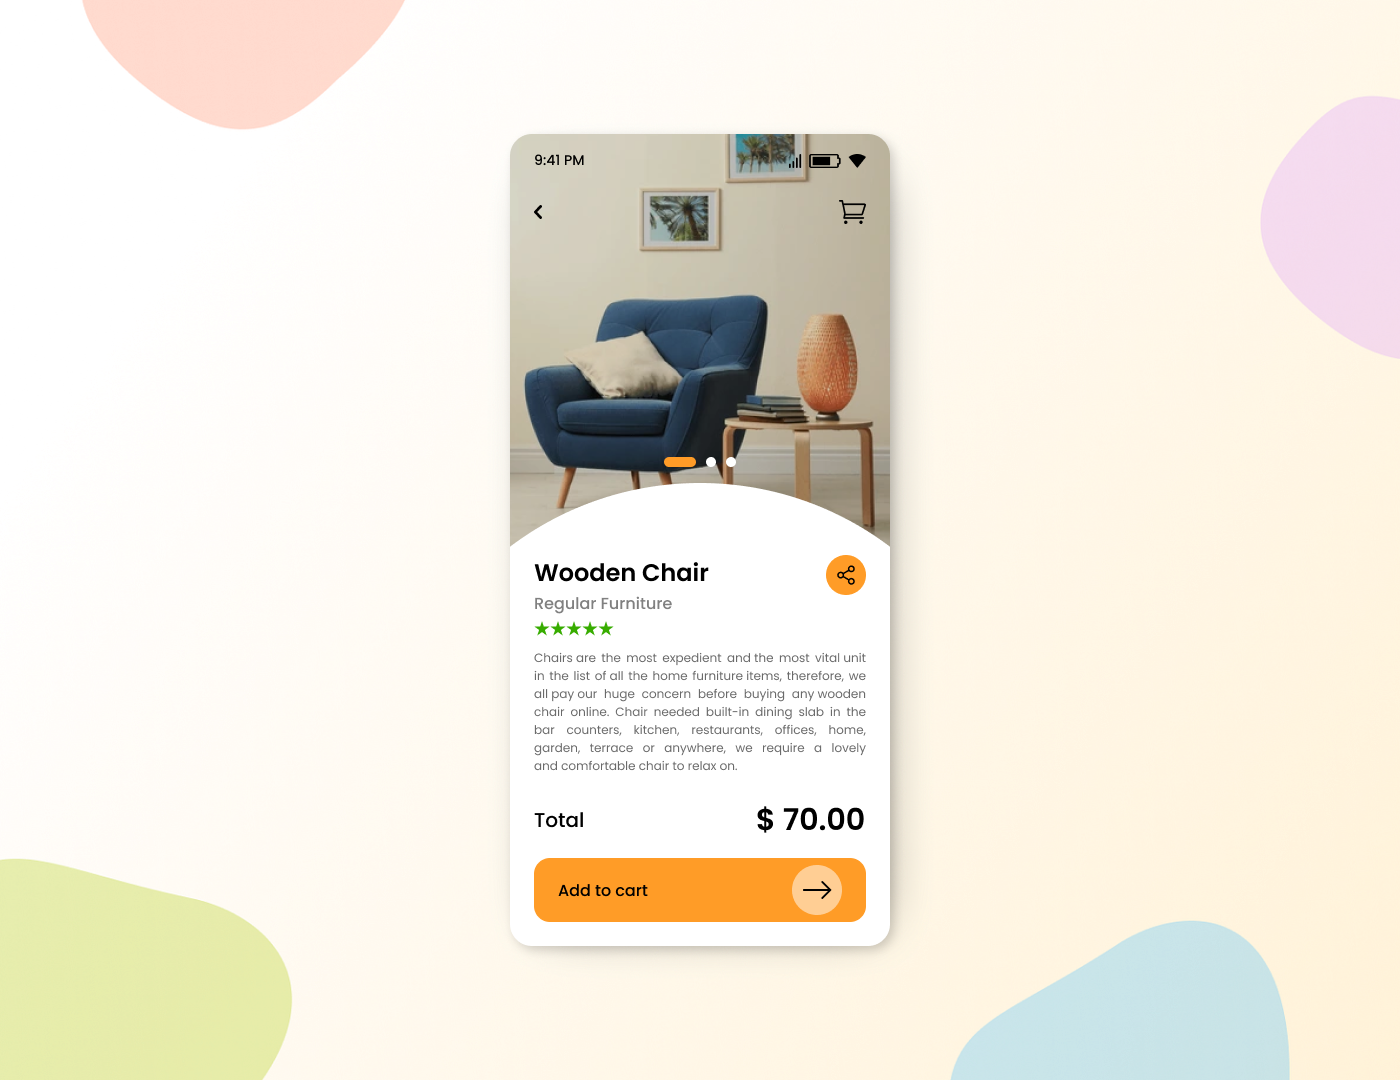 9:41 PM
Wooden Chair
Regular Furniture
Chairs are the most expedient and the most vital unit
in the list of all the home furniture items, therefore, we
all pay our huge concern before buying any wooden
chair online. Chair needed built-in dining slab in the
bar counters, kitchen, restaurants, offices, home,
garden, terrace or anywhere, we require a lovely
and comfortable chair to relax on.
Total
$ 70.00
Add to cart